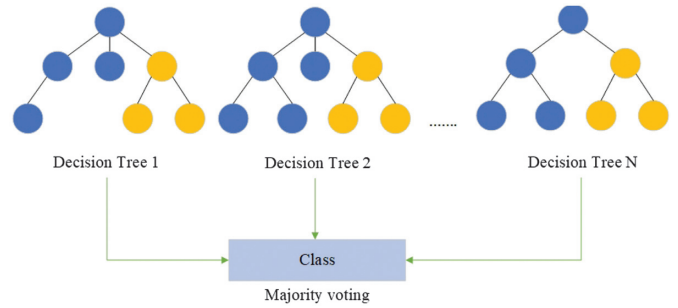 .......
Decision Tree 1
Decision Tree 2
Decision Tree N
Class
Majority voting